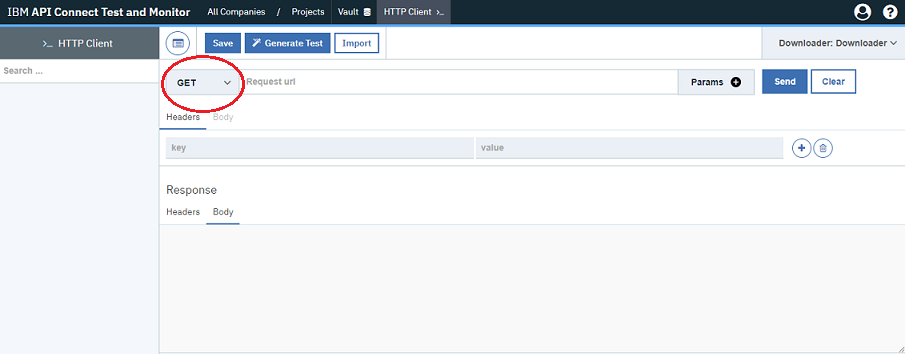 IBM API Connect Test and Monitor All Companies / Projects Vault HTTP Client >_ ?
>_ HTTP Client Save Generate Test Import Downloader: Downloader
Search ...
GET Request url Params Send Clear
Headers Body
key value
Response
Headers Body